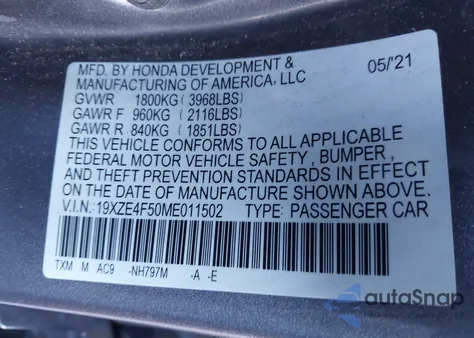 MFD. BY HONDA DEVELOPMENT & 05/21
MANUFACTURING OF AMERICA, LLC
GVWR 1800KG ( 3968LBS)
GAWR F 960KG ( 2116LBS)
GAWR R 840KG ( 1851LBS)
THIS VEHICLE CONFORMS TO ALL APPLICABLE
FEDERAL MOTOR VEHICLE SAFETY , BUMPER ,
AND THEFT PREVENTION STANDARDS IN EFFECT
ON THE DATE OF MANUFACTURE SHOWN ABOVE.
V.I.N.:19XZE4F50ME011502 TYPE: PASSENGER CAR
TXM M AC9 -NH797M -A -E
autoSnap